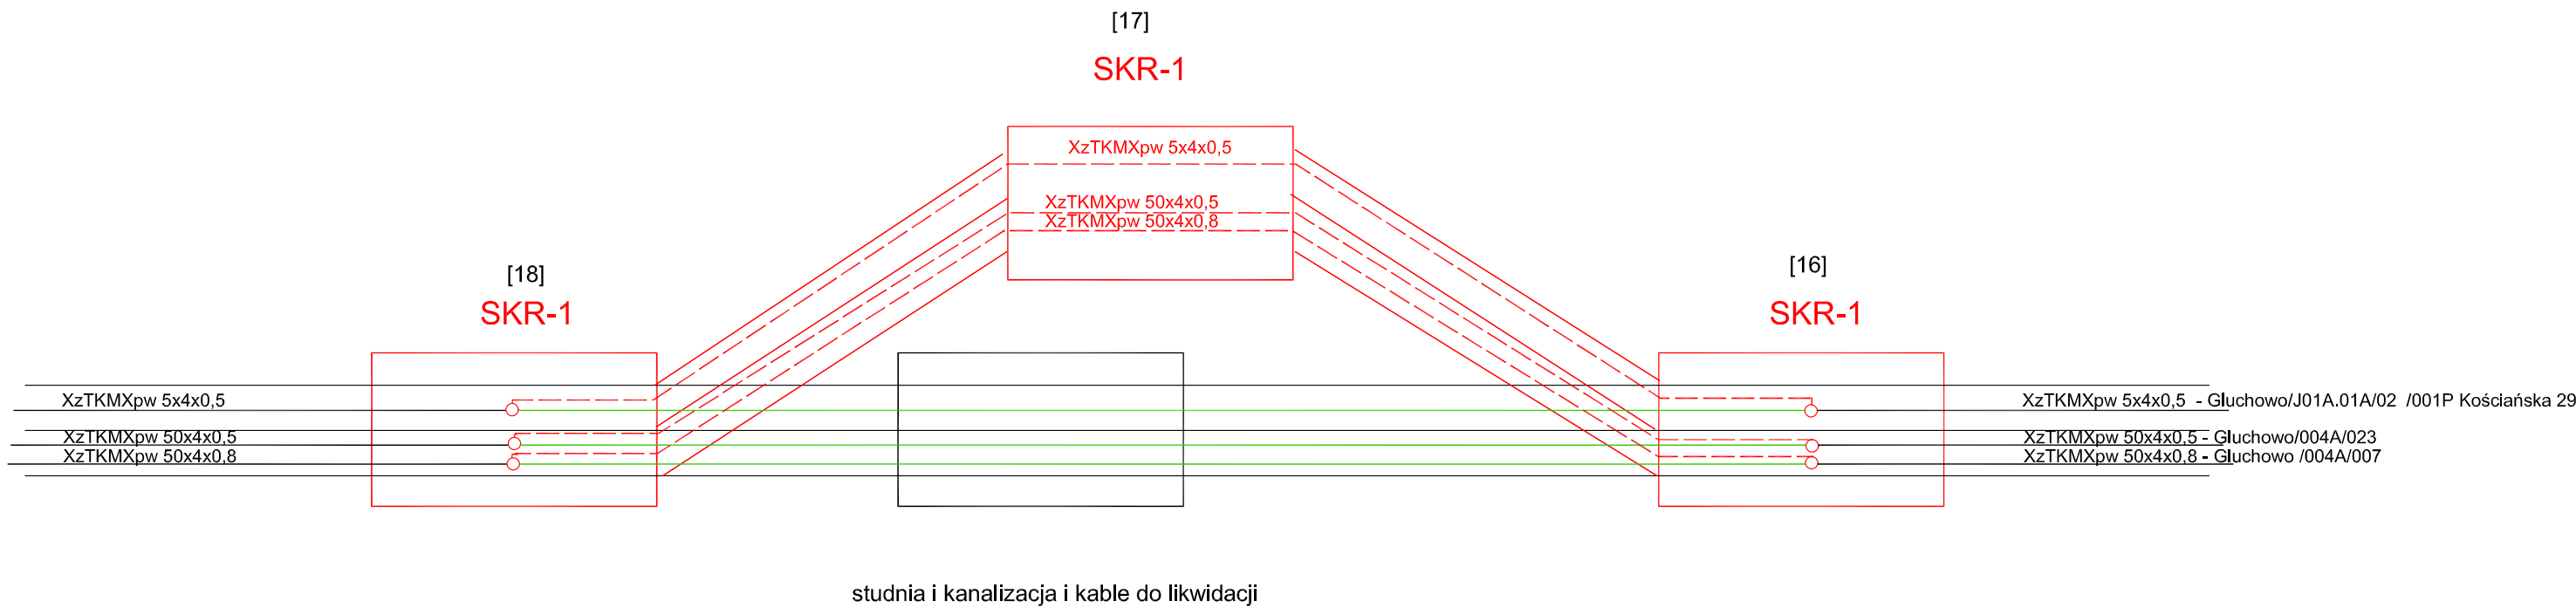 [17]
SKR-1
XzTKMXpw 5x4x0,5
XzTKMXpw 50x4x0,5
XzTKMXpw 50x4x0,8
[18]
SKR-1
[16]
SKR-1
XzTKMXpw 5x4x0,5
XzTKMXpw 50x4x0,5
XzTKMXpw 50x4x0,8
XzTKMXpw 5x4x0,5 - Gluchowo/J01A.01A/02 /001P Kościańska 29
XzTKMXpw 50x4x0,5 - Gluchowo/004A/023
XzTKMXpw 50x4x0,8 - Gluchowo /004A/007
studnia i kanalizacja i kable do likwidacji